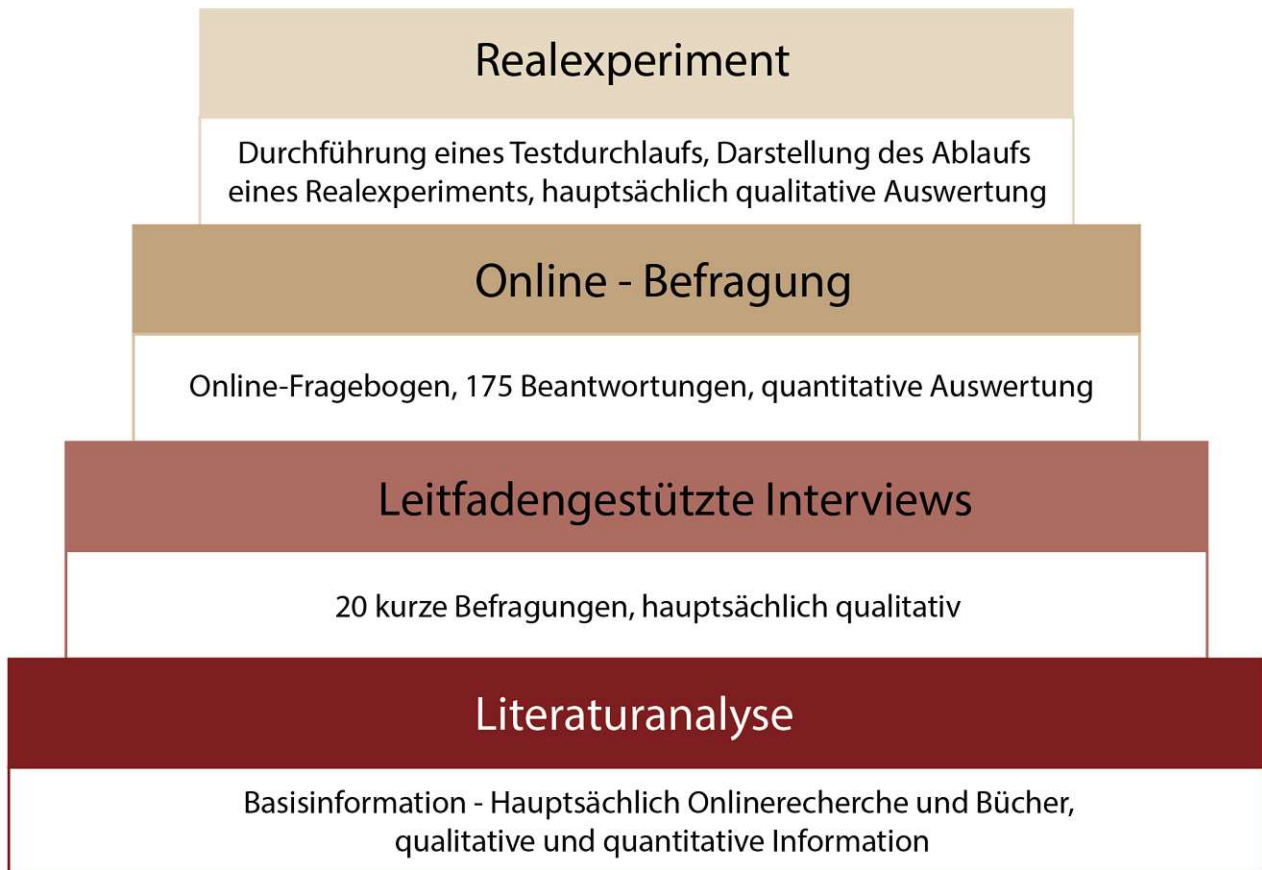 Realexperiment
Durchführung eines Testdurchlaufs, Darstellung des Ablaufs
eines Realexperiments, hauptsächlich qualitative Auswertung
Online - Befragung
Online-Fragebogen, 175 Beantwortungen, quantitative Auswertung
Leitfadengestützte Interviews
20 kurze Befragungen, hauptsächlich qualitativ
Literaturanalyse
Basisinformation - Hauptsächlich Onlinerecherche und Bücher,
qualitative und quantitative Information